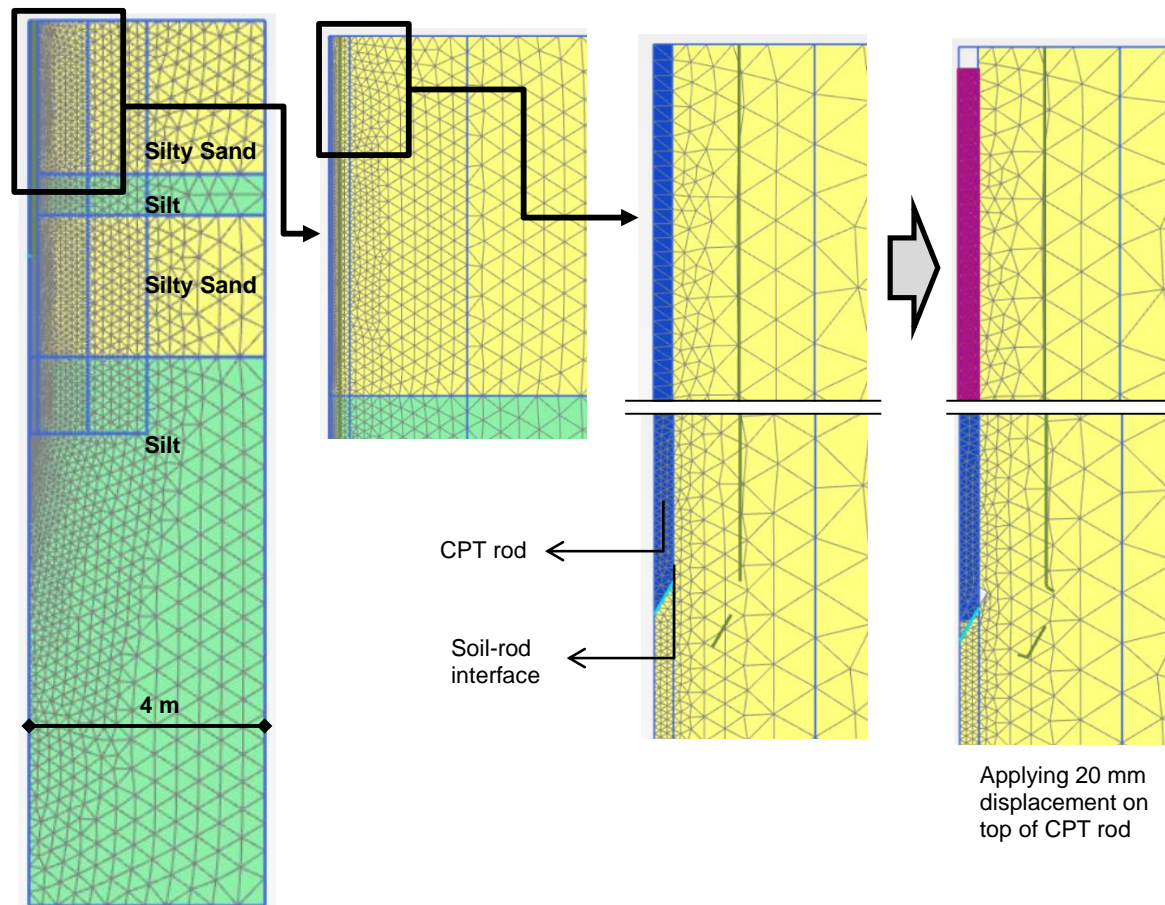 Silty Sand
Silt
Silty Sand
Silt
4 m
CPT rod
Soil-rod
interface
Applying 20 mm
displacement on
top of CPT rod